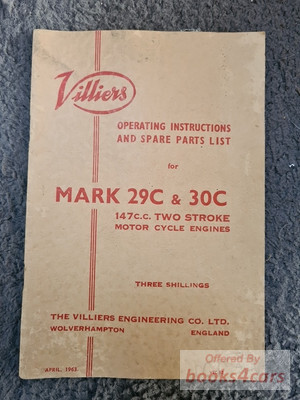 Villiers
OPERATING INSTRUCTIONS
AND SPARE PARTS LIST
for
MARK 29C & 30C
147C.C. TWO STROKE
MOTOR CYCLE ENGINES
THREE SHILLINGS
THE VILLIERS ENGINEERING CO. LTD.
WOLVERHAMPTON ENGLAND
Offered By
books4cars